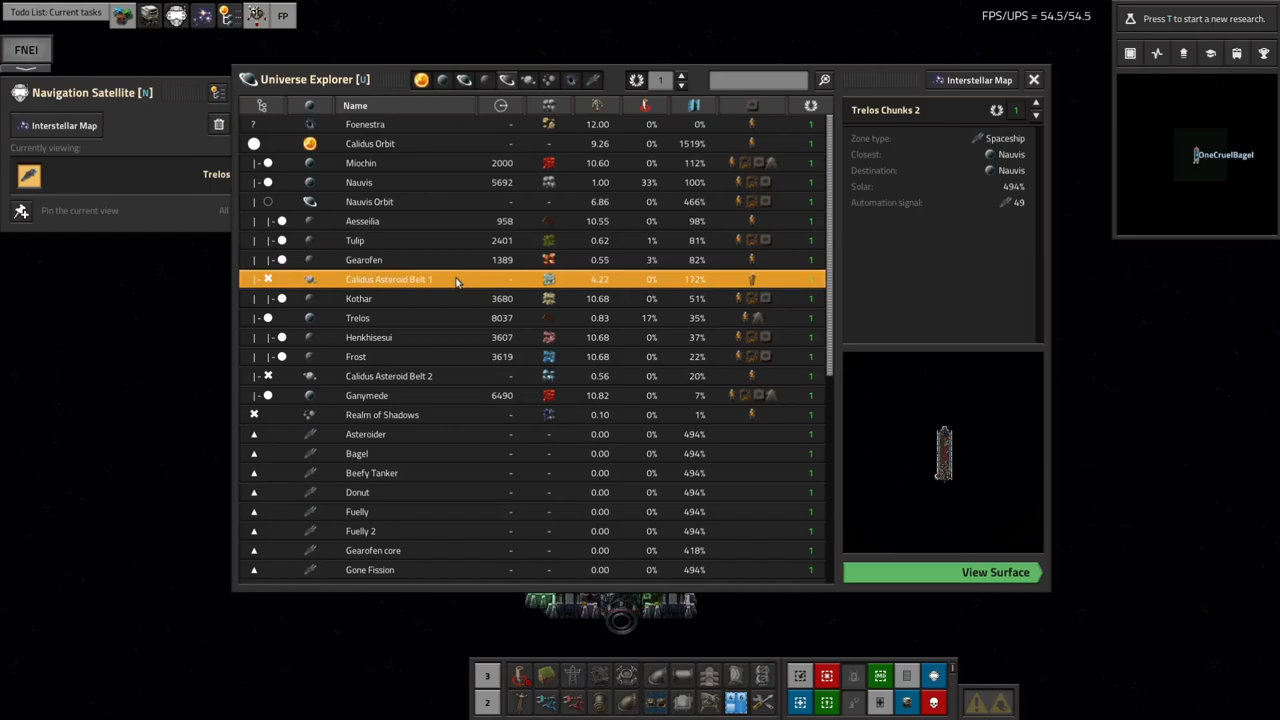 Todo List: Current tasks
FP
FPS/UPS = 54.5/54.5
Press T to start a new research.
FNEI
Navigation Satellite [N]
Interstellar Map
Currently viewing:
Trelos
Pin the current view
All
Universe Explorer [U]
1
Interstellar Map
Name
? Foenestra - 12.00 0% 0% 1
Calidus Orbit - - 9.26 0% 1519% 1
Miochin 2000 10.60 0% 112% 1
Nauvis 5692 1.00 33% 100% 1
Nauvis Orbit - - 6.86 0% 466% 1
Aesseilia 958 10.55 0% 98% 1
Tulip 2401 0.62 1% 81% 1
Gearofen 1389 0.55 3% 82% 1
Calidus Asteroid Belt 1 - 4.22 0% 172% 1
Kothar 3680 10.68 0% 51% 1
Trelos 8037 0.83 17% 35% 1
Henkhisesui 3607 10.68 0% 37% 1
Frost 3619 10.68 0% 22% 1
Calidus Asteroid Belt 2 - 0.56 0% 20% 1
Ganymede 6490 10.82 0% 7% 1
Realm of Shadows - 0.10 0% 1% 1
Asteroider - - 0.00 0% 494% 1
Bagel - - 0.00 0% 494% 1
Beefy Tanker - - 0.00 0% 494% 1
Donut - - 0.00 0% 494% 1
Fuelly - - 0.00 0% 494% 1
Fuelly 2 - - 0.00 0% 494% 1
Gearofen core - - 0.00 0% 418% 1
Gone Fission - - 0.00 0% 494% 1
Trelos Chunks 2 1
Zone type: Spaceship
Closest: Nauvis
Destination: Nauvis
Solar: 494%
Automation signal: 49
View Surface
OneCruelBagel
3
2